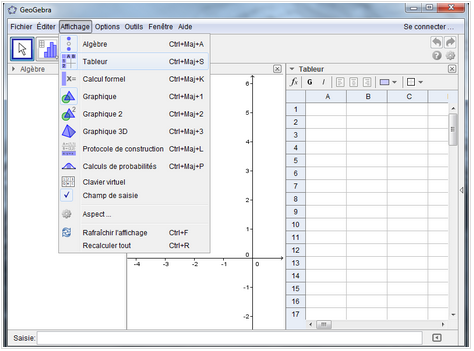 GeoGebra
Fichier Éditer Affichage Options Outils Fenêtre Aide Se connecter ...
Algèbre
Tableur
Algèbre Ctrl+Maj+A
Tableur Ctrl+Maj+S
Calcul formel Ctrl+Maj+K
Graphique Ctrl+Maj+1
Graphique 2 Ctrl+Maj+2
Graphique 3D Ctrl+Maj+3
Protocole de construction Ctrl+Maj+L
Calculs de probabilités Ctrl+Maj+P
Clavier virtuel
Champ de saisie
Aspect ...
Rafraîchir l'affichage Ctrl+F
Recalculer tout Ctrl+R
6
5
4
3
2
1
0
-1
-2
-4 -3 -2 -1 0
fx G I
A B C
1
2
3
4
5
6
7
8
9
10
11
12
13
14
15
16
17
Saisie: